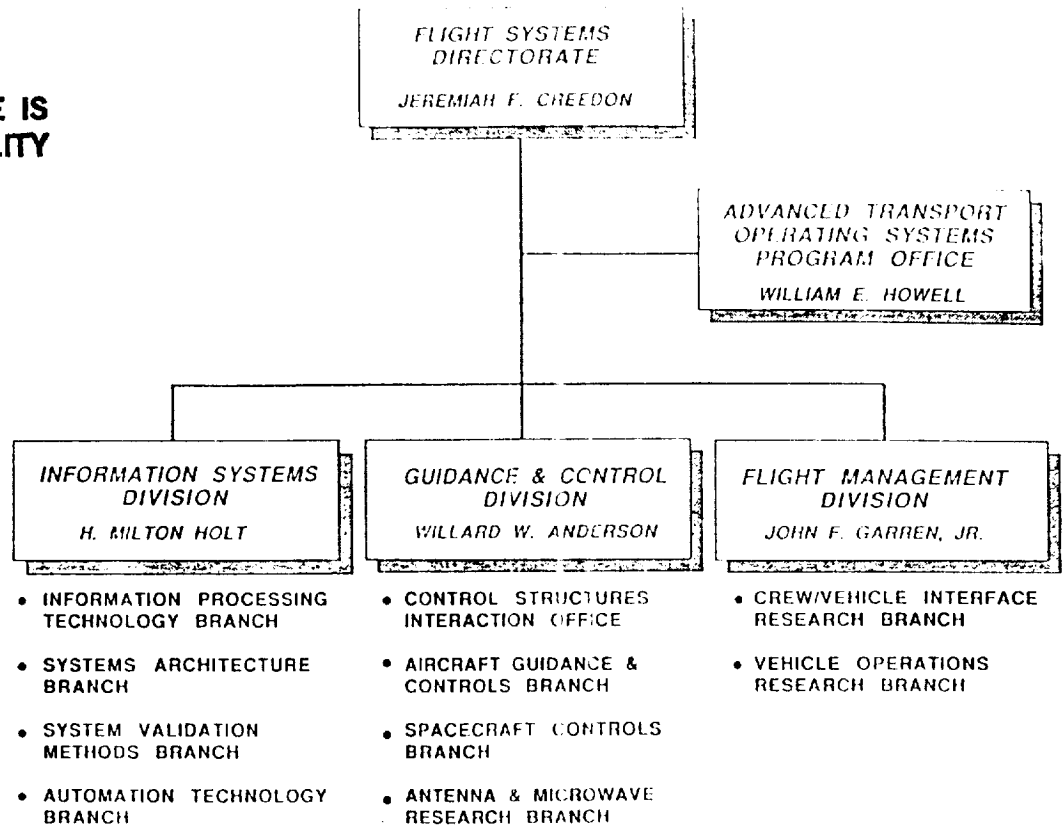 FLIGHT SYSTEMS
DIRECTORATE
JEREMIAH F. CREEDON
E IS
LITY
ADVANCED TRANSPORT
OPERATING SYSTEMS
PROGRAM OFFICE
WILLIAM E. HOWELL
INFORMATION SYSTEMS
DIVISION
H. MILTON HOLT
GUIDANCE & CONTROL
DIVISION
WILLARD W. ANDERSON
FLIGHT MANAGEMENT
DIVISION
JOHN F. GARREN, JR.
• INFORMATION PROCESSING
TECHNOLOGY BRANCH
• SYSTEMS ARCHITECTURE
BRANCH
• SYSTEM VALIDATION
METHODS BRANCH
• AUTOMATION TECHNOLOGY
BRANCH
• CONTROL STRUCTURES
INTERACTION OFFICE
• AIRCRAFT GUIDANCE &
CONTROLS BRANCH
• SPACECRAFT CONTROLS
BRANCH
• ANTENNA & MICROWAVE
RESEARCH BRANCH
• CREW/VEHICLE INTERFACE
RESEARCH BRANCH
• VEHICLE OPERATIONS
RESEARCH BRANCH